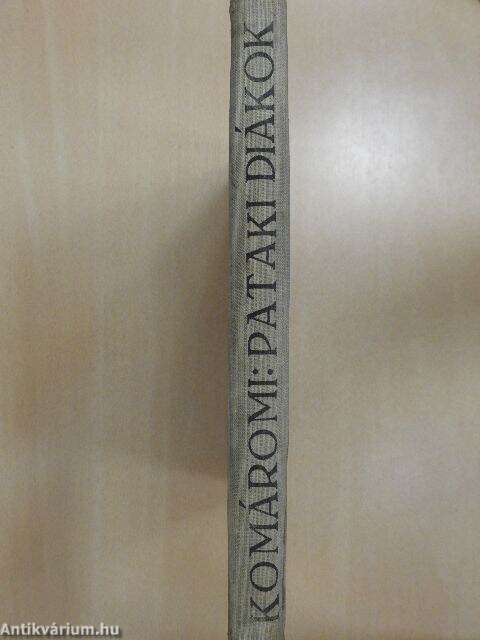 KOMÁROMI: PATAKI DIÁKOK
Antikvárium.hu